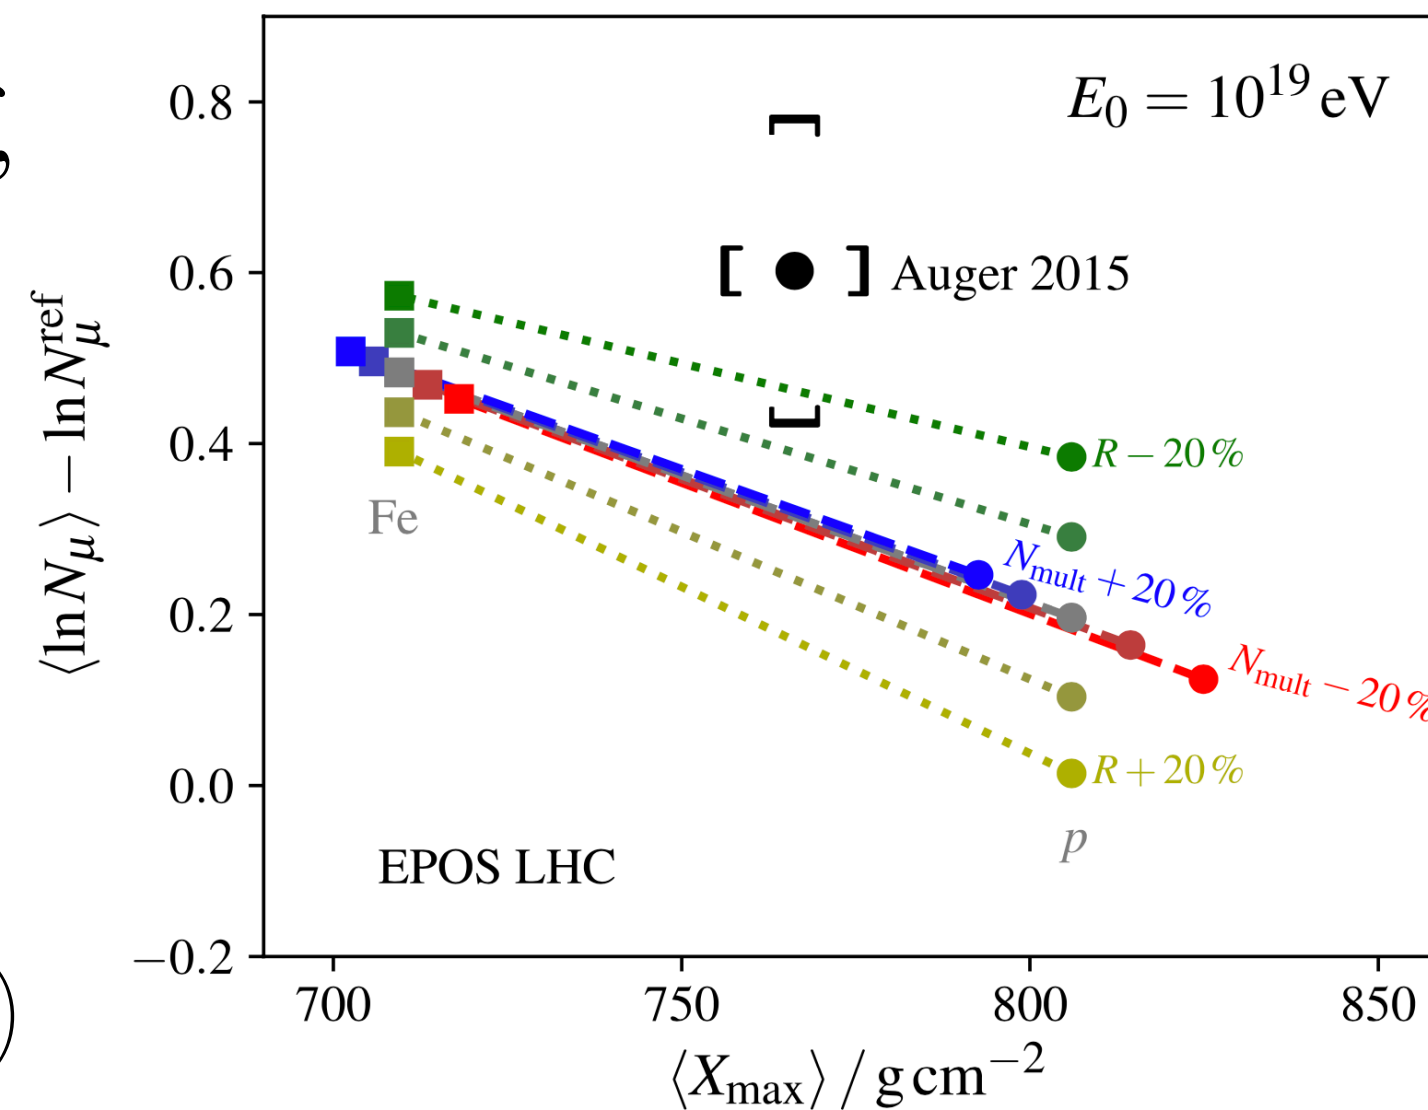 E₀ = 10¹⁹ eV
0.8
0.6
0.4
0.2
0.0
−0.2
⟨ln N_μ⟩ − ln N_μ^ref
Auger 2015
R − 20 %
Fe
N_mult + 20 %
N_mult − 20 %
R + 20 %
p
EPOS LHC
700 750 800 850
⟨X_max⟩ / g cm⁻²